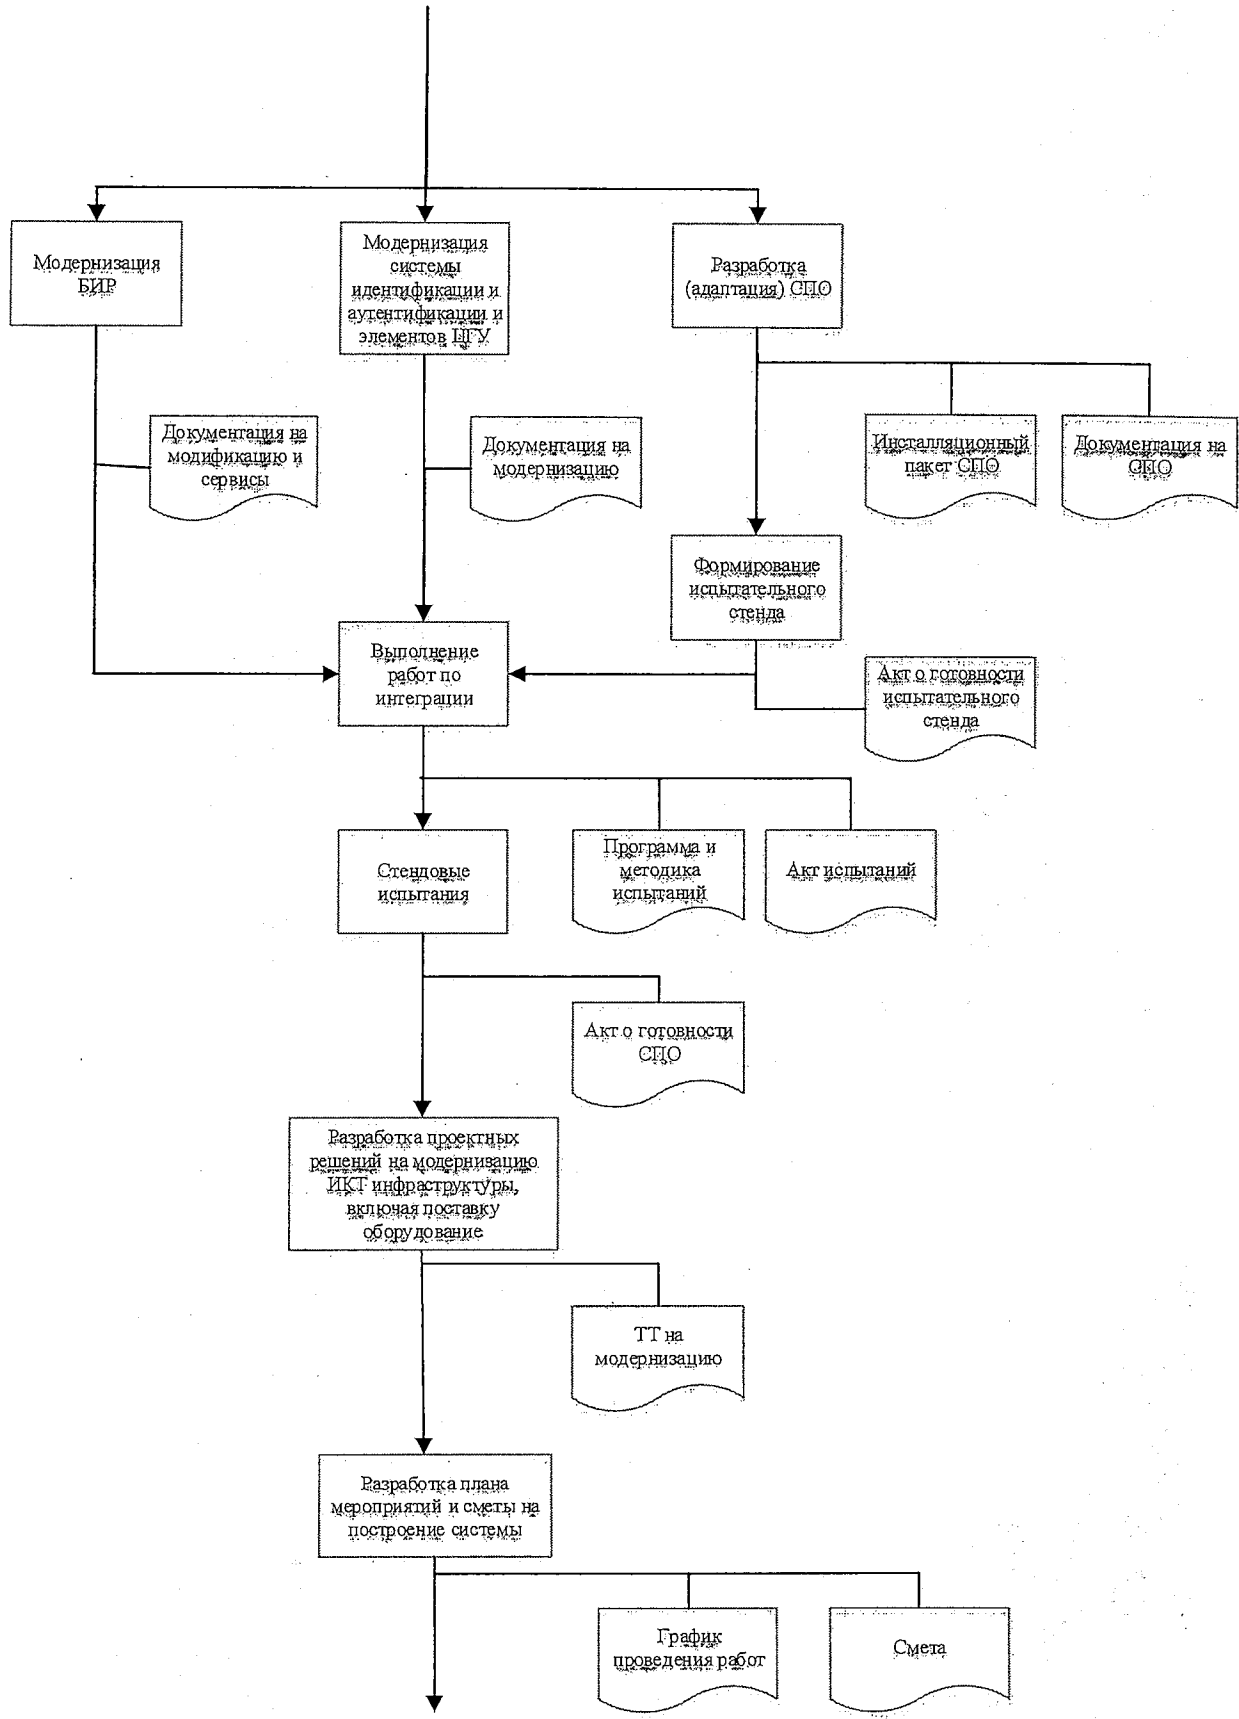 Модернизация
БИР
Модернизация
системы
идентификации и
аутентификации и
элементов ЦГУ
Разработка
(адаптация) СПО
Документация на
модификацию и
сервисы
Документация на
модернизацию
Инсталляционный
пакет СПО
Документация на
СПО
Формирование
испытательного
стенда
Выполнение
работ по
интеграции
Акт о готовности
испытательного
стенда
Стендовые
испытания
Программа и
методика
испытаний
Акт испытаний
Акт о готовности
СПО
Разработка проектных
решений на модернизацию
ИКТ инфраструктуры,
включая поставку
оборудование
ТТ на
модернизацию
Разработка плана
мероприятий и сметы на
построение системы
График
проведения работ
Смета